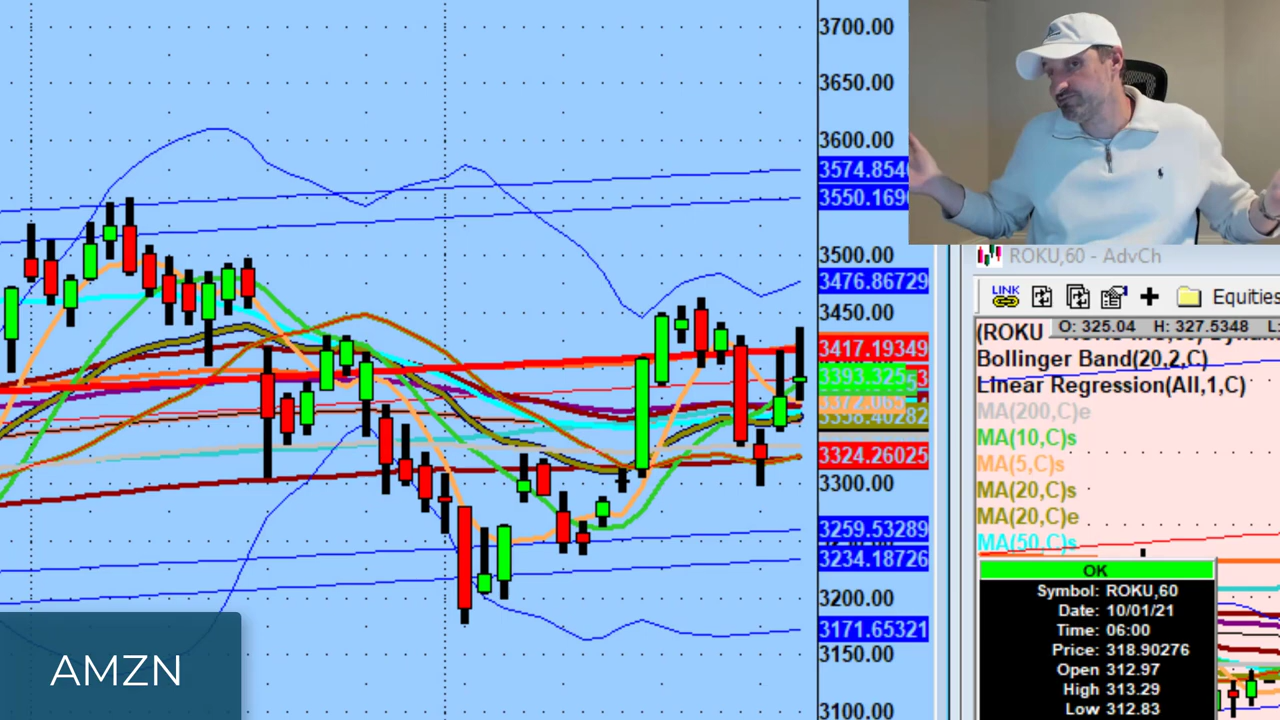 3700.00
3650.00
3600.00
3574.8540
3500.00
3476.86729
3450.00
3417.19349
3393.325
3324.26025
3300.00
3259.53289
3234.18726
3200.00
3171.65321
3150.00
3100.00
AMZN
ROKU,60 - AdvCh
LINK
Equities
(ROKU
O: 325.04 H: 327.5348 L:
Bollinger Band(20,2,C)
Linear Regression(All,1,C)
MA(200,C)e
MA(10,C)s
MA(5,C)s
MA(20,C)s
MA(20,C)e
MA(50,C)s
OK
Symbol: ROKU,60
Date: 10/01/21
Time: 06:00
Price: 318.90276
Open 312.97
High 313.29
Low 312.83